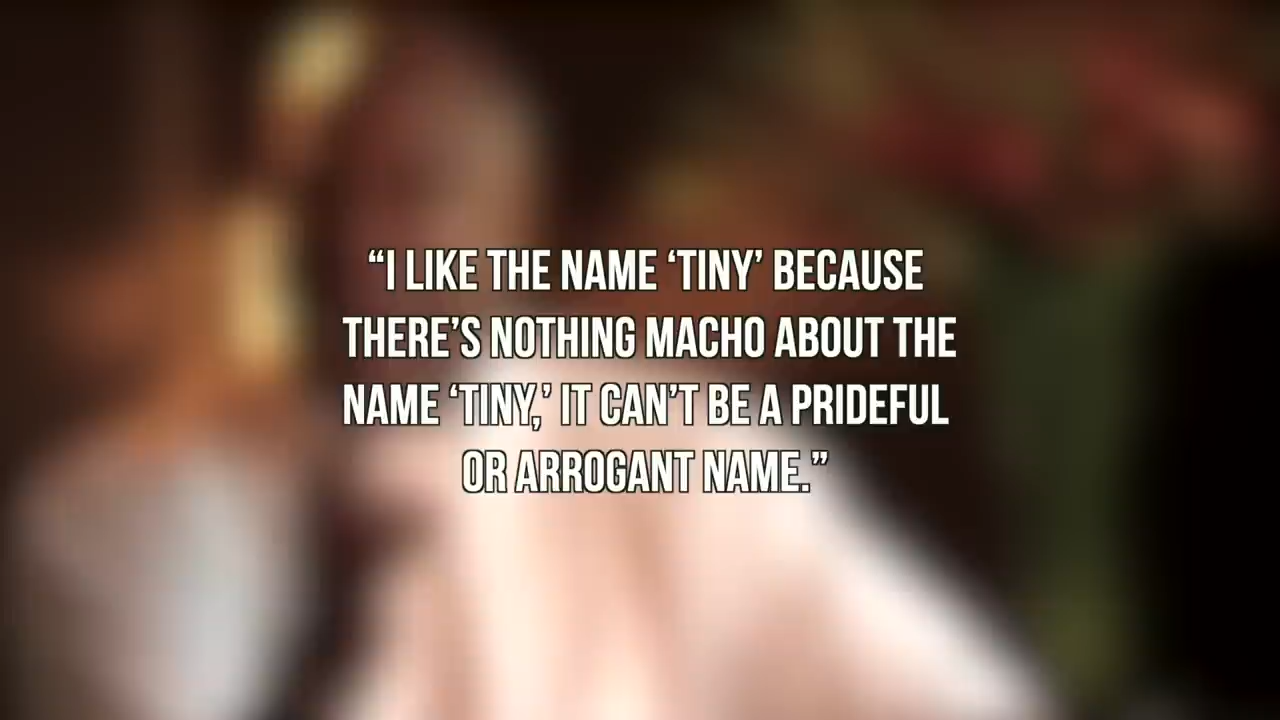 “I LIKE THE NAME ‘TINY’ BECAUSE
THERE’S NOTHING MACHO ABOUT THE
NAME ‘TINY,’ IT CAN’T BE A PRIDEFUL
OR ARROGANT NAME.”